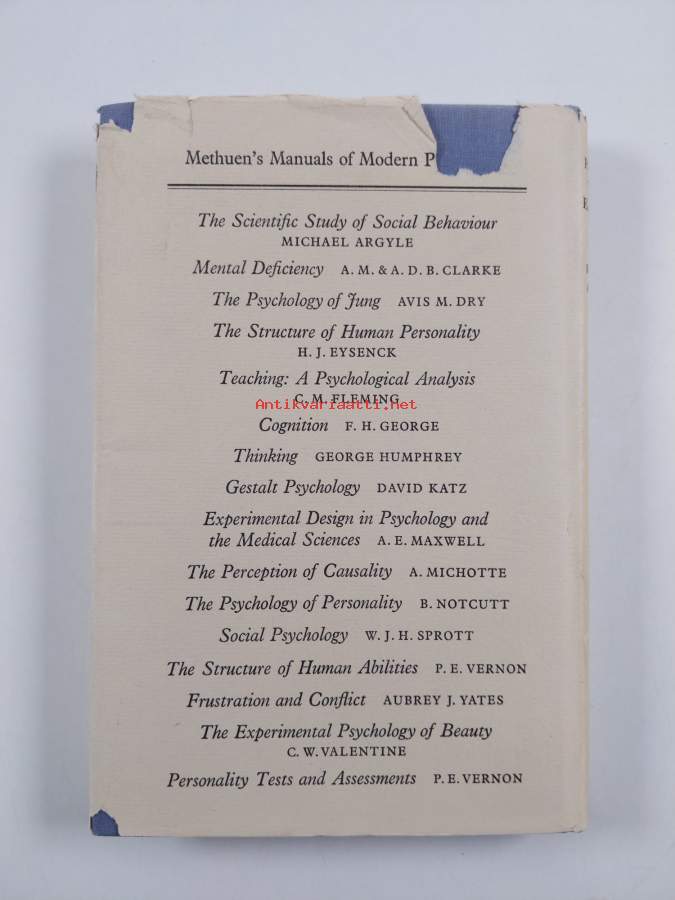 Methuen's Manuals of Modern P
The Scientific Study of Social Behaviour
MICHAEL ARGYLE
Mental Deficiency A. M. & A. D. B. CLARKE
The Psychology of Jung AVIS M. DRY
The Structure of Human Personality
H. J. EYSENCK
Teaching: A Psychological Analysis
C. M. FLEMING
Antikvariaatti.net
Cognition F. H. GEORGE
Thinking GEORGE HUMPHREY
Gestalt Psychology DAVID KATZ
Experimental Design in Psychology and
the Medical Sciences A. E. MAXWELL
The Perception of Causality A. MICHOTTE
The Psychology of Personality B. NOTCUTT
Social Psychology W. J. H. SPROTT
The Structure of Human Abilities P. E. VERNON
Frustration and Conflict AUBREY J. YATES
The Experimental Psychology of Beauty
C. W. VALENTINE
Personality Tests and Assessments P. E. VERNON